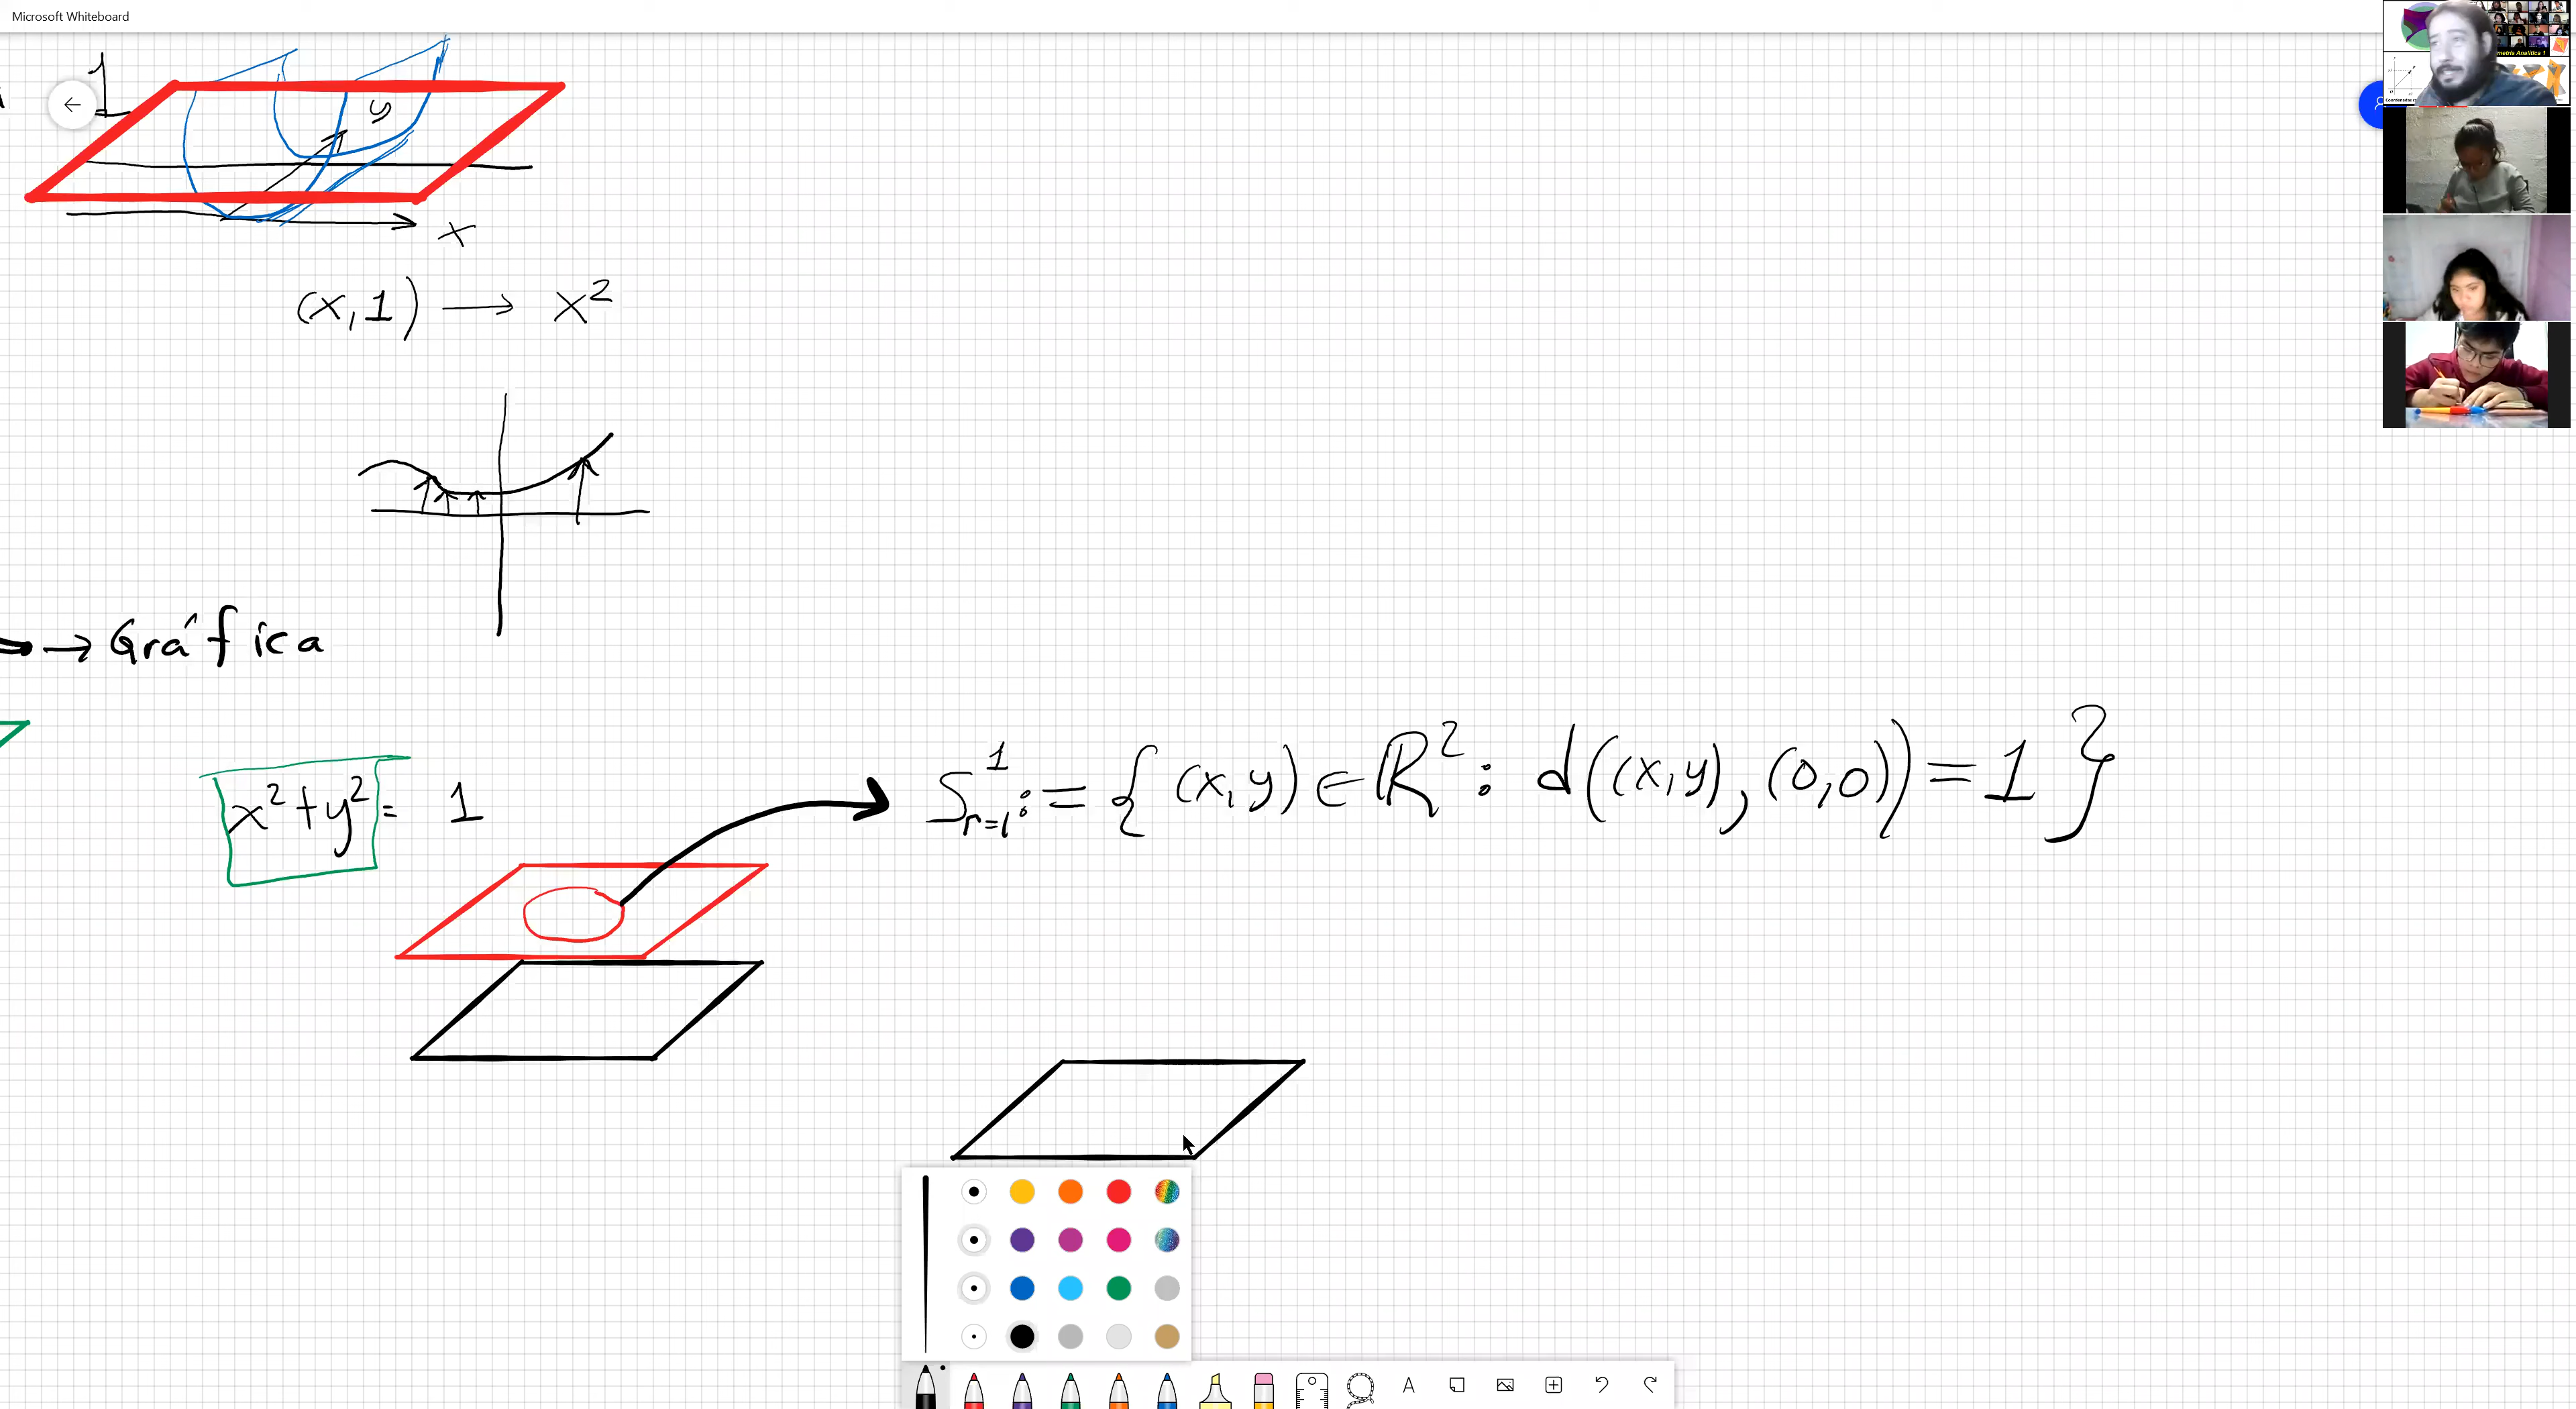 Microsoft Whiteboard
1
y
x
(x,1) → x²
→ Gráfica
x²+y² = 1
S¹ᵣ₌₁ := { (x,y) ∈ ℝ² : d((x,y),(0,0)) = 1 }
A